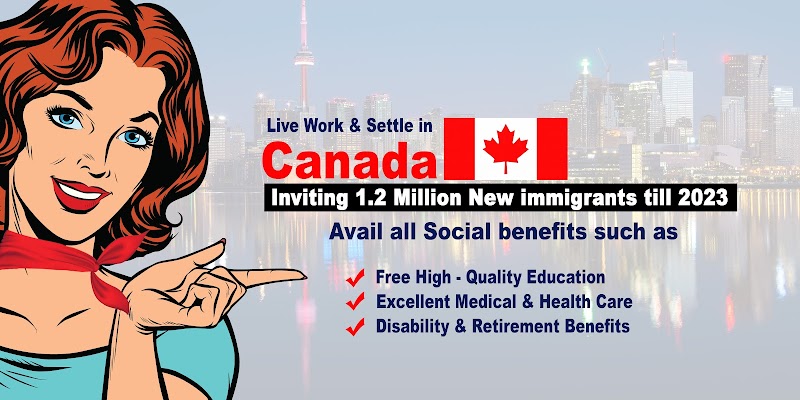 Live Work & Settle in
Canada
Inviting 1.2 Million New immigrants till 2023
Avail all Social benefits such as
Free High - Quality Education
Excellent Medical & Health Care
Disability & Retirement Benefits